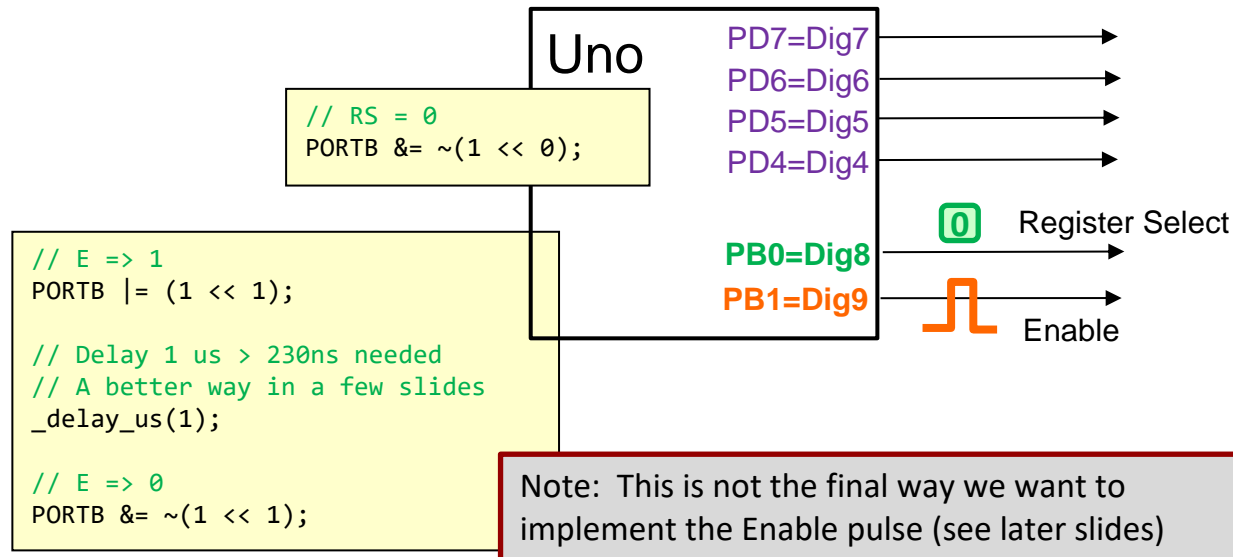 Uno
PD7=Dig7
PD6=Dig6
PD5=Dig5
PD4=Dig4
// RS = 0
PORTB &= ~(1 << 0);
0
Register Select
PB0=Dig8
PB1=Dig9
Enable
// E => 1
PORTB |= (1 << 1);
// Delay 1 us > 230ns needed
// A better way in a few slides
_delay_us(1);
// E => 0
PORTB &= ~(1 << 1);
Note: This is not the final way we want to
implement the Enable pulse (see later slides)